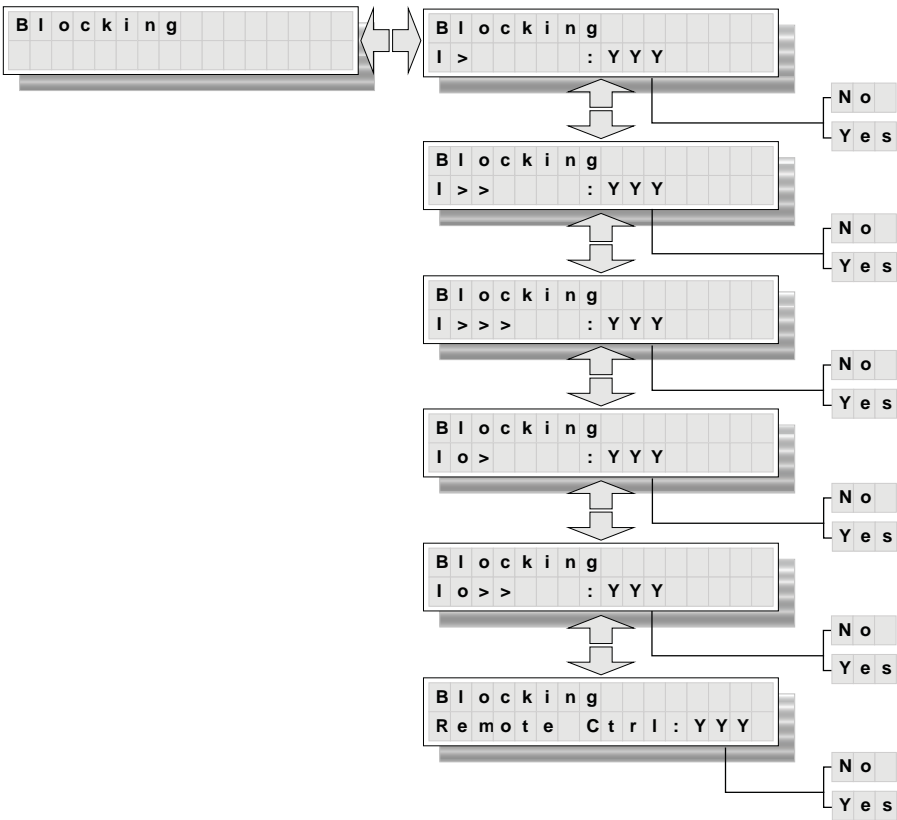 Blocking
Blocking
I> : YYY
No
Yes
Blocking
I>> : YYY
No
Yes
Blocking
I>>> : YYY
No
Yes
Blocking
Io> : YYY
No
Yes
Blocking
Io>> : YYY
No
Yes
Blocking
Remote Ctrl:YYY
No
Yes